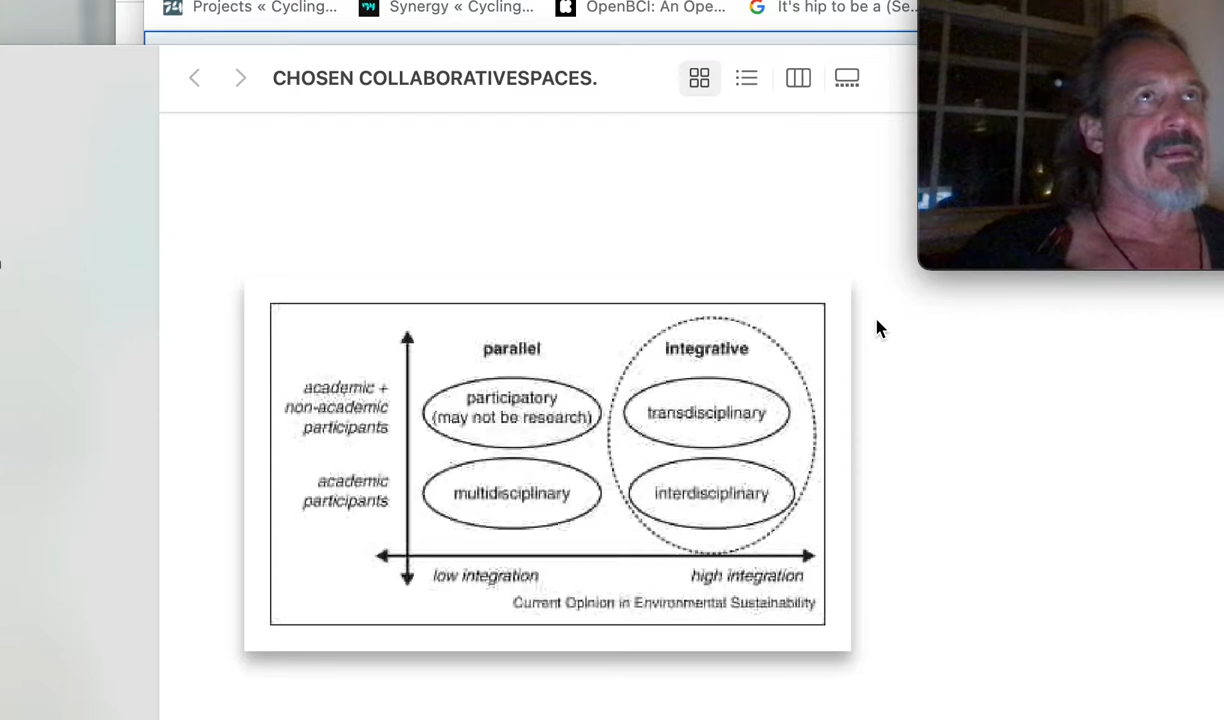 Projects « Cycling...
Synergy « Cycling...
OpenBCI: An Ope...
It's hip to be a (Se...
CHOSEN COLLABORATIVESPACES.
parallel
integrative
academic +
non-academic
participants
participatory
(may not be research)
transdisciplinary
academic
participants
multidisciplinary
interdisciplinary
low integration
high integration
Current Opinion in Environmental Sustainability